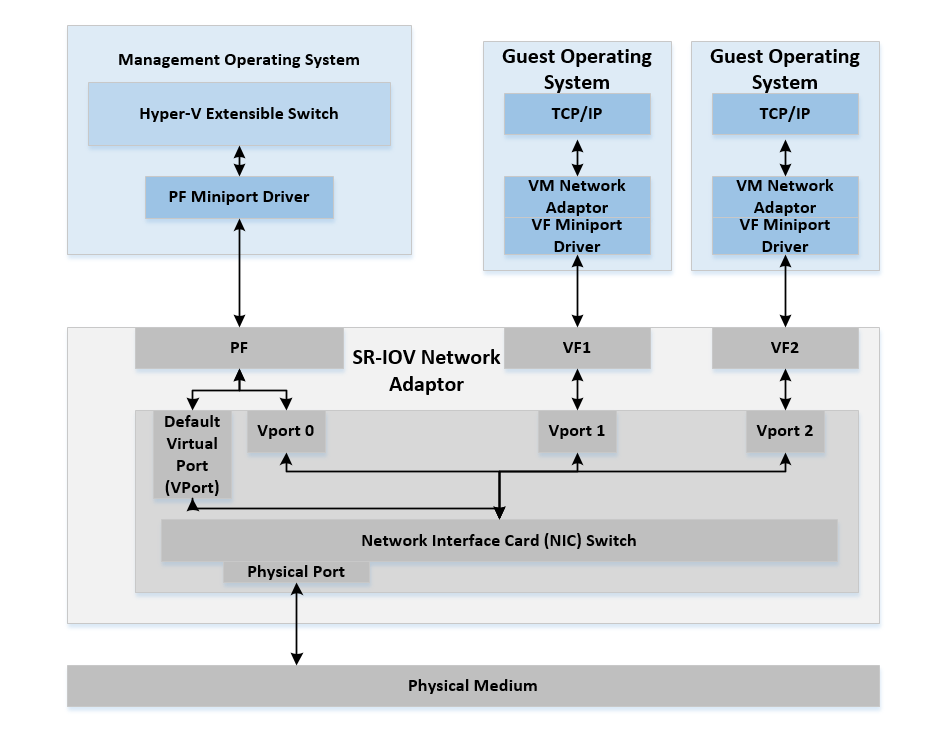 Management Operating System
Hyper-V Extensible Switch
PF Miniport Driver
Guest Operating
System
TCP/IP
VM Network
Adaptor
VF Miniport
Driver
Guest Operating
System
TCP/IP
VM Network
Adaptor
VF Miniport
Driver
PF
SR-IOV Network
Adaptor
VF1
VF2
Default
Virtual
Port
(VPort)
Vport 0
Vport 1
Vport 2
Network Interface Card (NIC) Switch
Physical Port
Physical Medium